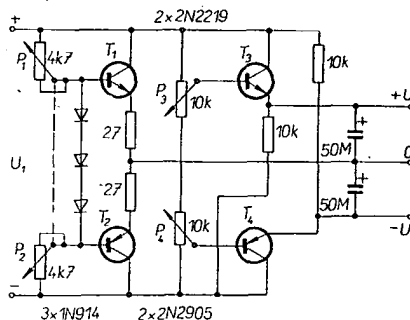 + 2×2N2219
P1 4k7 T1 T3 10k
P3 10k
27 10k +U
U1 0
50M
27
50M
P4 10k T4
T2 -U
P2 4k7
-
3×1N914 2×2N2905